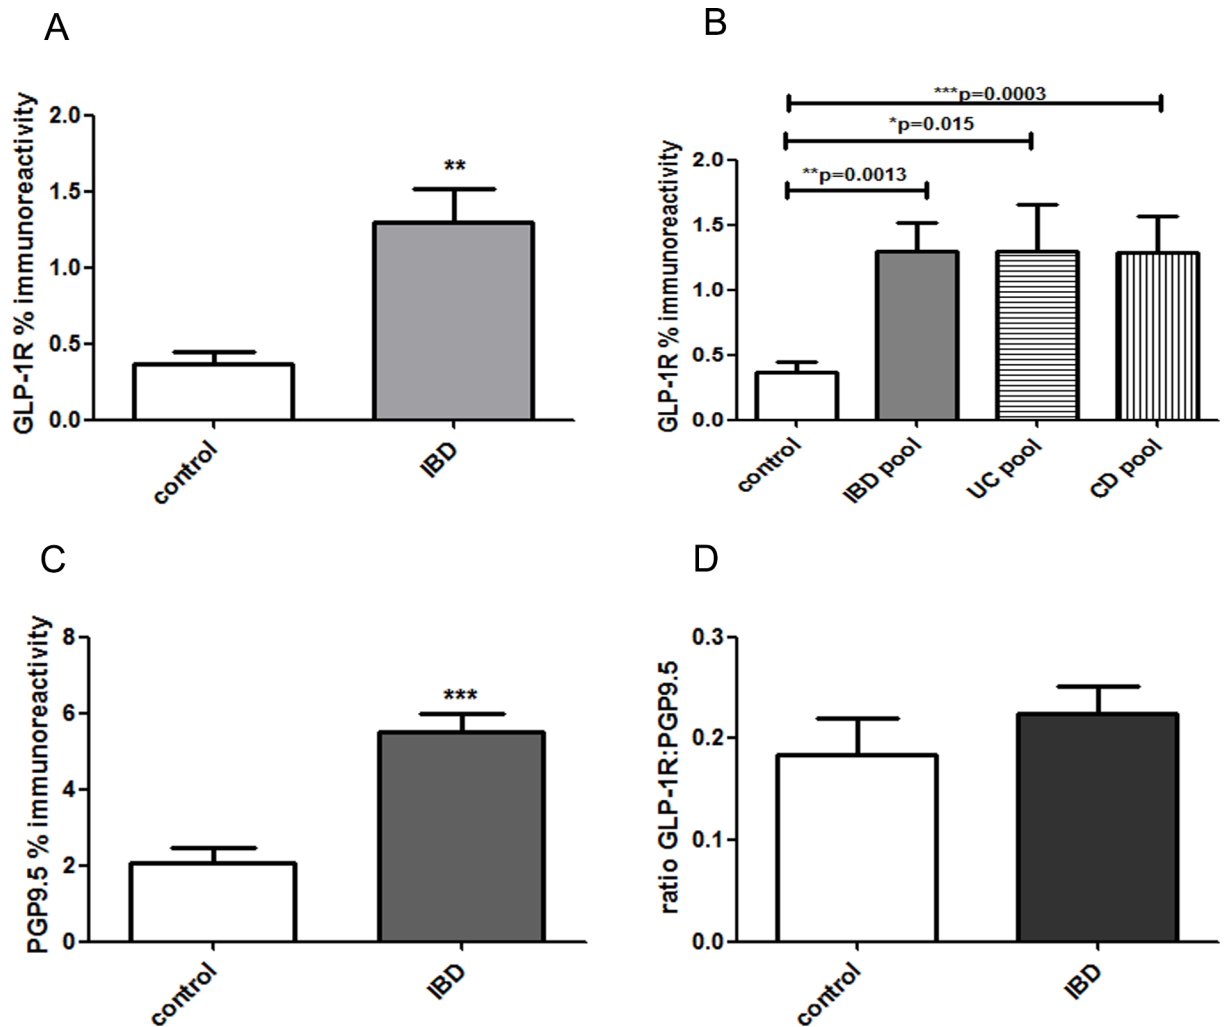 A
GLP-1R % immunoreactivity
2.0
1.5
1.0
0.5
0.0
**
control
IBD
B
GLP-1R % immunoreactivity
***p=0.0003
*p=0.015
**p=0.0013
2.0
1.5
1.0
0.5
0.0
control
IBD pool
UC pool
CD pool
C
PGP9.5 % immunoreactivity
8
6
4
2
0
***
control
IBD
D
ratio GLP-1R:PGP9.5
0.3
0.2
0.1
0.0
control
IBD